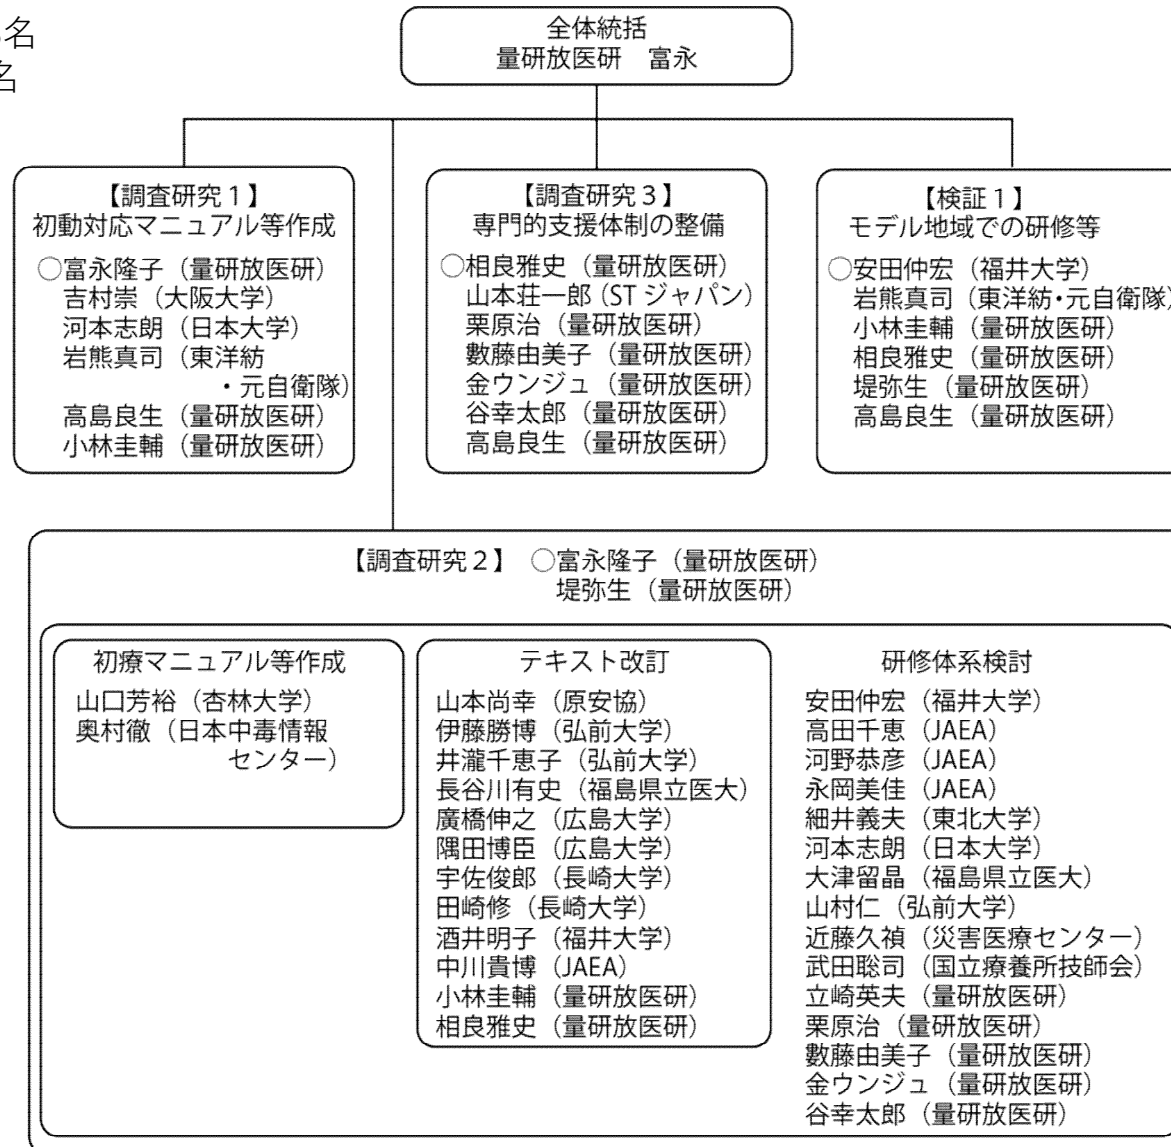 名
名
全体統括
量研放医研 富永
【調査研究1】
初動対応マニュアル等作成
○富永隆子（量研放医研）
吉村崇（大阪大学）
河本志朗（日本大学）
岩熊真司（東洋紡
・元自衛隊）
高島良生（量研放医研）
小林圭輔（量研放医研）
【調査研究3】
専門的支援体制の整備
○相良雅史（量研放医研）
山本荘一郎（STジャパン）
栗原治（量研放医研）
數藤由美子（量研放医研）
金ウンジュ（量研放医研）
谷幸太郎（量研放医研）
高島良生（量研放医研）
【検証1】
モデル地域での研修等
○安田仲宏（福井大学）
岩熊真司（東洋紡・元自衛隊）
小林圭輔（量研放医研）
相良雅史（量研放医研）
堤弥生（量研放医研）
高島良生（量研放医研）
【調査研究2】 ○富永隆子（量研放医研）
堤弥生（量研放医研）
初療マニュアル等作成
山口芳裕（杏林大学）
奥村徹（日本中毒情報
センター）
テキスト改訂
山本尚幸（原安協）
伊藤勝博（弘前大学）
井瀧千恵子（弘前大学）
長谷川有史（福島県立医大）
廣橋伸之（広島大学）
隅田博臣（広島大学）
宇佐俊郎（長崎大学）
田崎修（長崎大学）
酒井明子（福井大学）
中川貴博（JAEA）
小林圭輔（量研放医研）
相良雅史（量研放医研）
研修体系検討
安田仲宏（福井大学）
高田千恵（JAEA）
河野恭彦（JAEA）
永岡美佳（JAEA）
細井義夫（東北大学）
河本志朗（日本大学）
大津留晶（福島県立医大）
山村仁（弘前大学）
近藤久禎（災害医療センター）
武田聡司（国立療養所技師会）
立崎英夫（量研放医研）
栗原治（量研放医研）
數藤由美子（量研放医研）
金ウンジュ（量研放医研）
谷幸太郎（量研放医研）